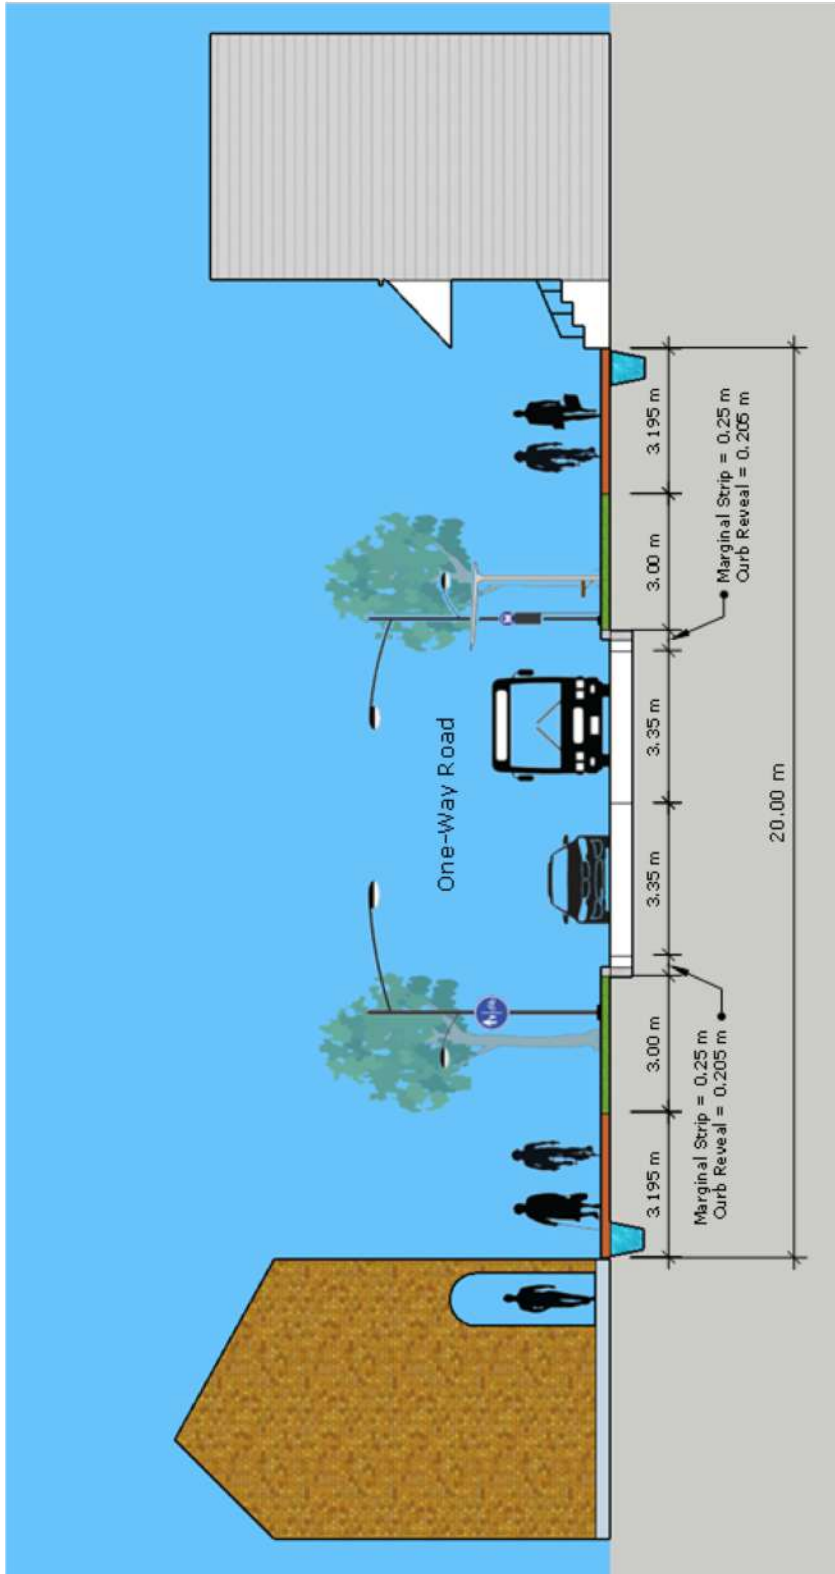 One-Way Road
3.195 m
3.00 m
3.35 m
3.35 m
3.00 m
3.195 m
Marginal Strip = 0.25 m
Curb Reveal = 0.205 m
Marginal Strip = 0.25 m
Curb Reveal = 0.205 m
20.00 m